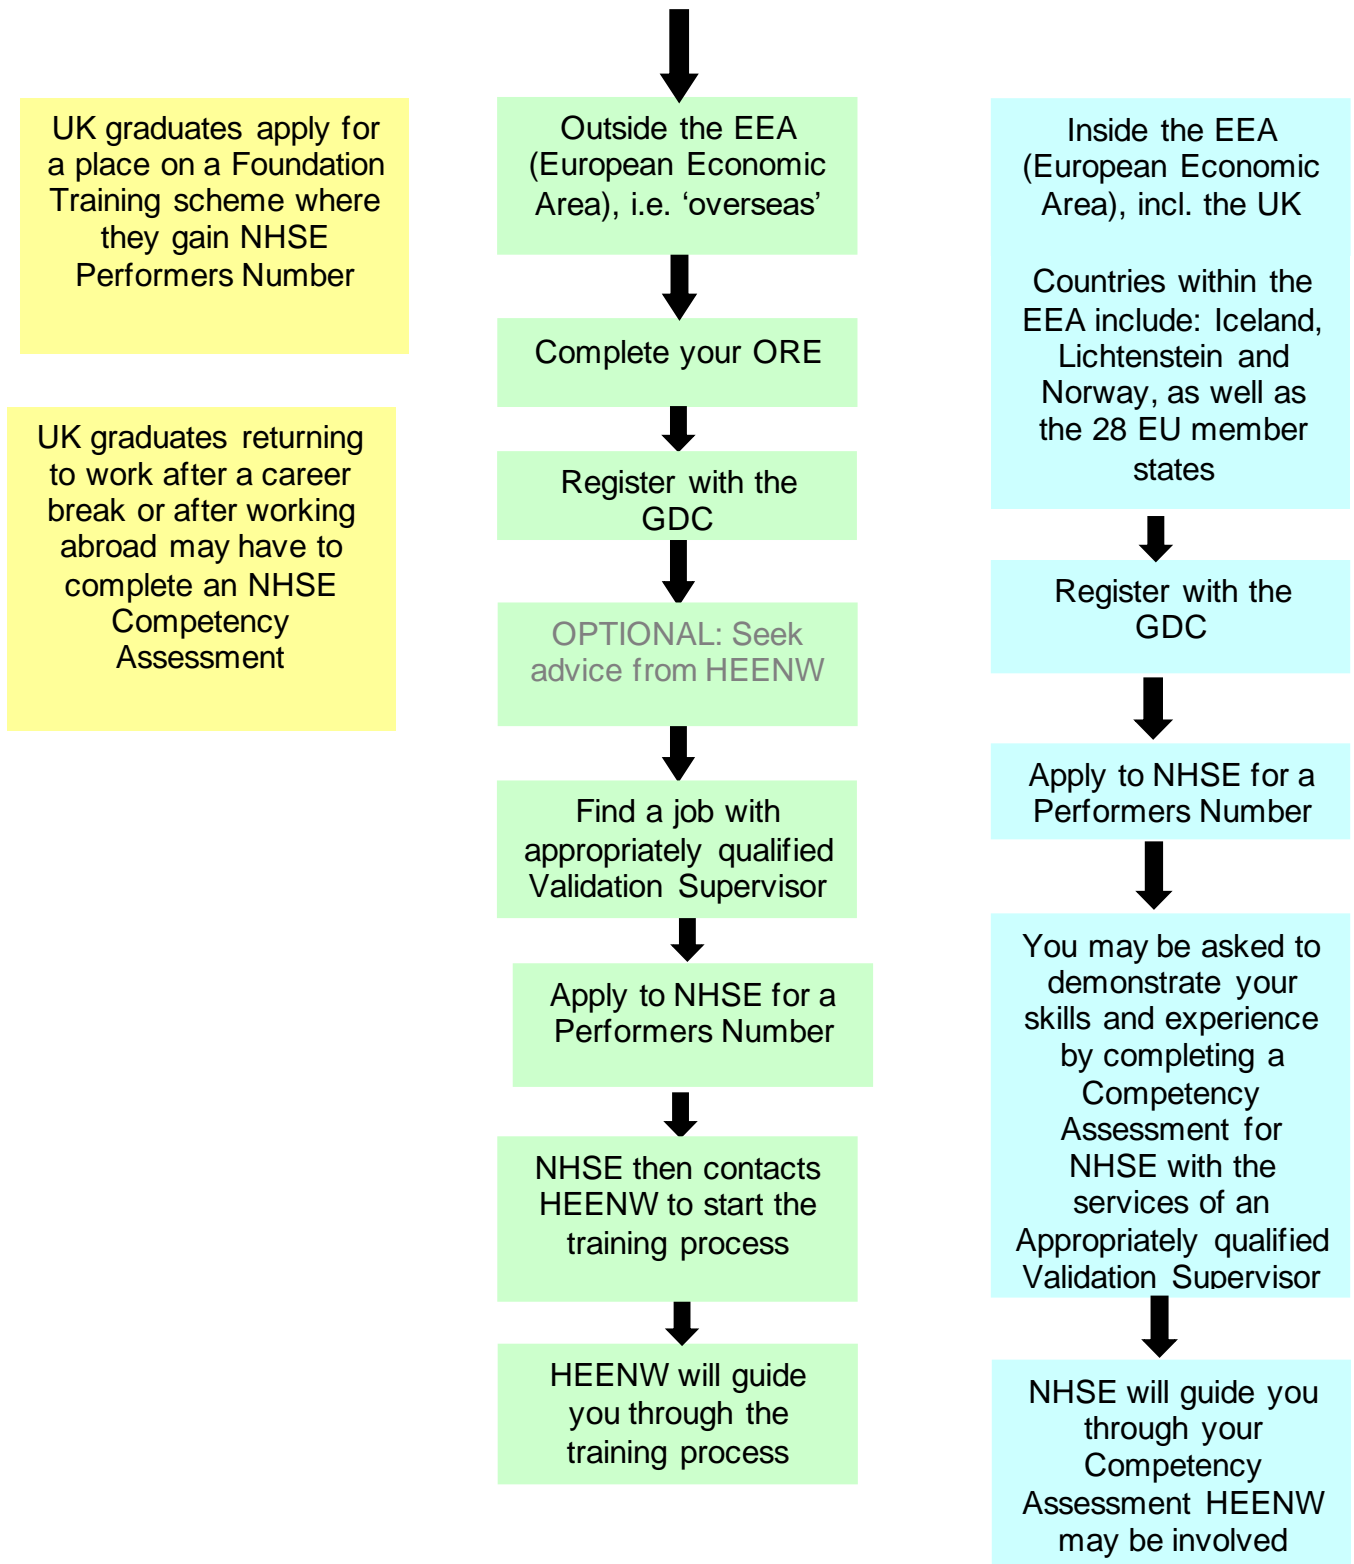 UK graduates apply for
a place on a Foundation
Training scheme where
they gain NHSE
Performers Number
UK graduates returning
to work after a career
break or after working
abroad may have to
complete an NHSE
Competency
Assessment
Outside the EEA
(European Economic
Area), i.e. ‘overseas’
Complete your ORE
Register with the
GDC
OPTIONAL: Seek
advice from HEENW
Find a job with
appropriately qualified
Validation Supervisor
Apply to NHSE for a
Performers Number
NHSE then contacts
HEENW to start the
training process
HEENW will guide
you through the
training process
Inside the EEA
(European Economic
Area), incl. the UK
Countries within the
EEA include: Iceland,
Lichtenstein and
Norway, as well as
the 28 EU member
states
Register with the
GDC
Apply to NHSE for a
Performers Number
You may be asked to
demonstrate your
skills and experience
by completing a
Competency
Assessment for
NHSE with the
services of an
Appropriately qualified
Validation Supervisor
NHSE will guide you
through your
Competency
Assessment HEENW
may be involved